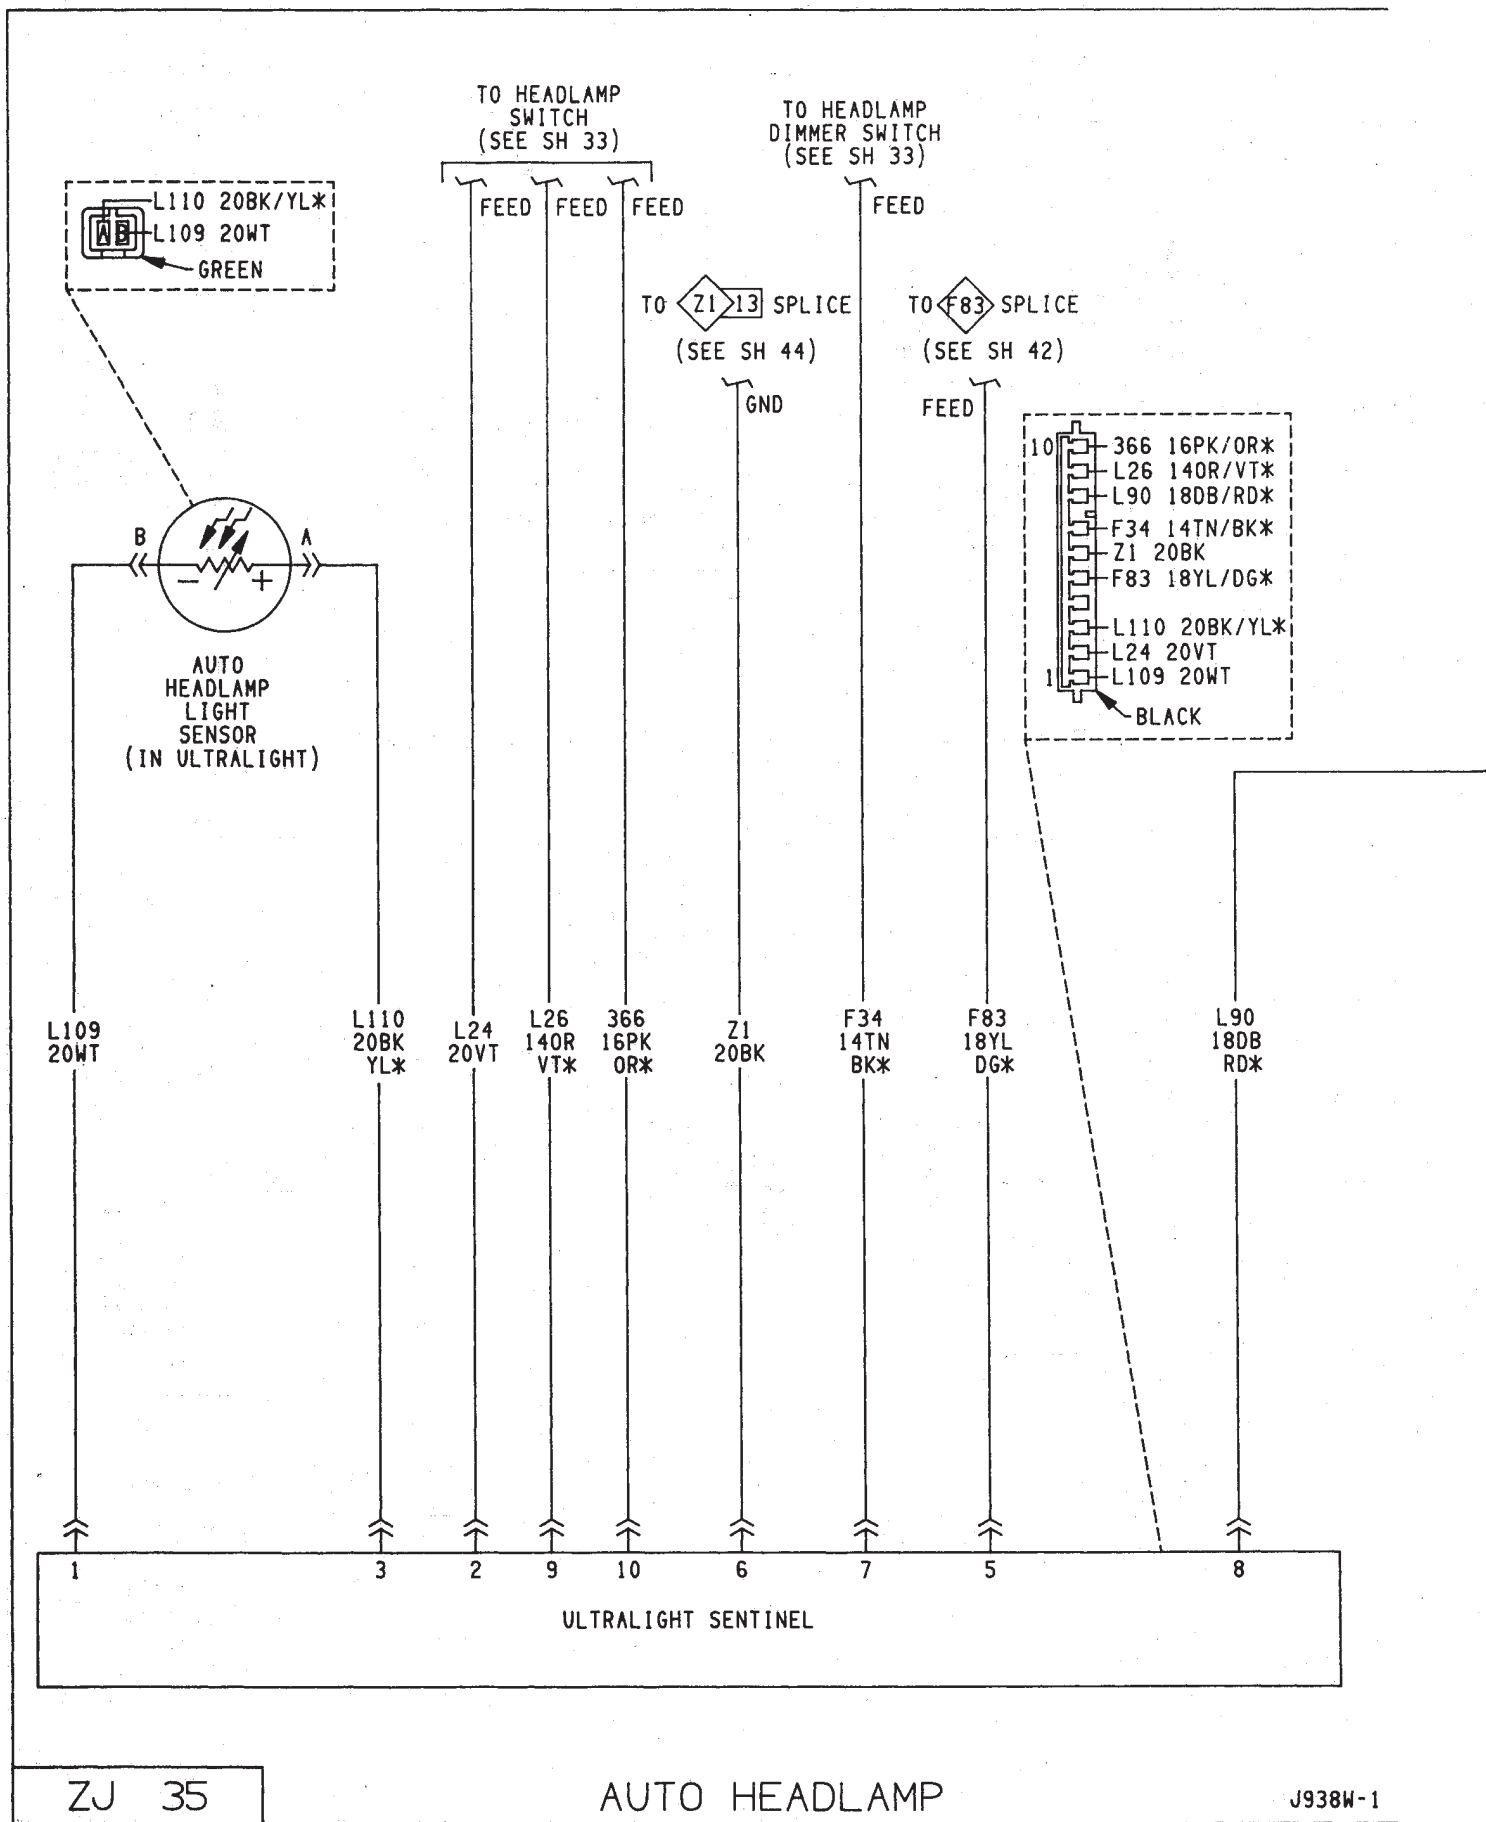 TO HEADLAMP
SWITCH
(SEE SH 33)
TO HEADLAMP
DIMMER SWITCH
(SEE SH 33)
FEED
FEED
FEED
FEED
L110 20BK/YL*
A B
L109 20WT
GREEN
TO Z1 13 SPLICE
(SEE SH 44)
GND
TO F83 SPLICE
(SEE SH 42)
FEED
10
366 16PK/OR*
L26 14OR/VT*
L90 18DB/RD*
F34 14TN/BK*
Z1 20BK
F83 18YL/DG*
L110 20BK/YL*
L24 20VT
1
L109 20WT
BLACK
B
A
- +
AUTO
HEADLAMP
LIGHT
SENSOR
(IN ULTRALIGHT)
L109
20WT
L110
20BK
YL*
L24
20VT
L26
14OR
VT*
366
16PK
OR*
Z1
20BK
F34
14TN
BK*
F83
18YL
DG*
L90
18DB
RD*
1 3 2 9 10 6 7 5 8
ULTRALIGHT SENTINEL
ZJ 35
AUTO HEADLAMP
J938W-1